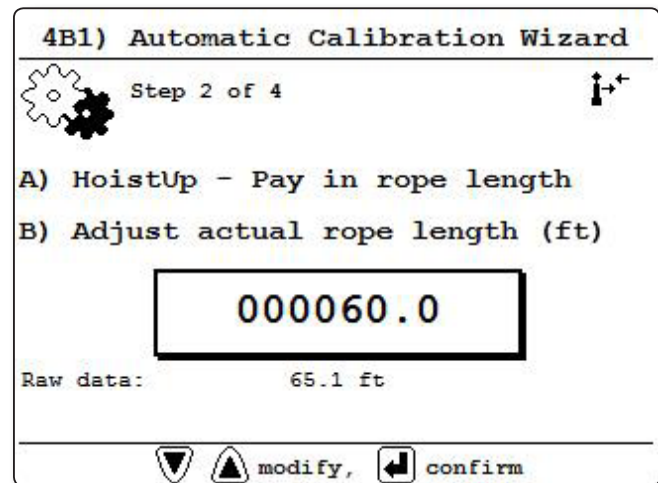 4B1) Automatic Calibration Wizard
Step 2 of 4
A) HoistUp - Pay in rope length
B) Adjust actual rope length (ft)
000060.0
Raw data: 65.1 ft
modify, confirm